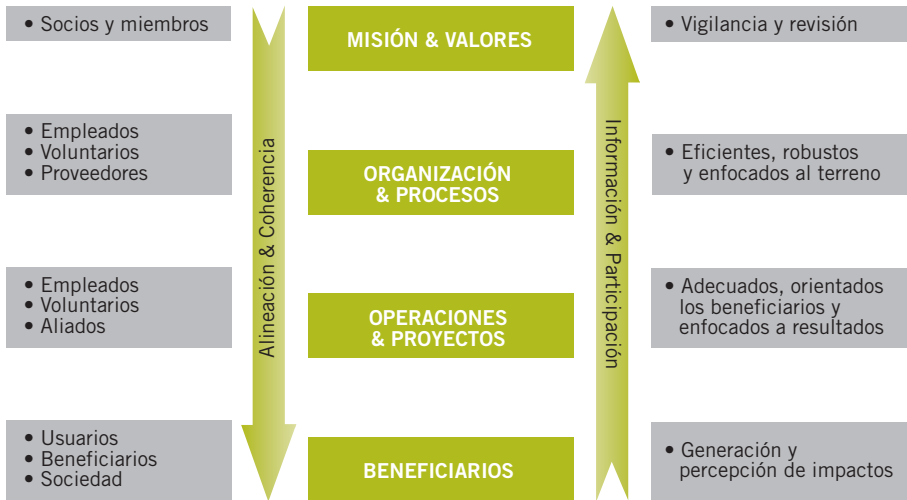 • Socios y miembros
MISIÓN & VALORES
• Vigilancia y revisión
• Empleados
• Voluntarios
• Proveedores
ORGANIZACIÓN
& PROCESOS
• Eficientes, robustos
y enfocados al terreno
Alineación & Coherencia
Información & Participación
• Empleados
• Voluntarios
• Aliados
OPERACIONES
& PROYECTOS
• Adecuados, orientados
los beneficiarios y
enfocados a resultados
• Usuarios
• Beneficiarios
• Sociedad
BENEFICIARIOS
• Generación y
percepción de impactos